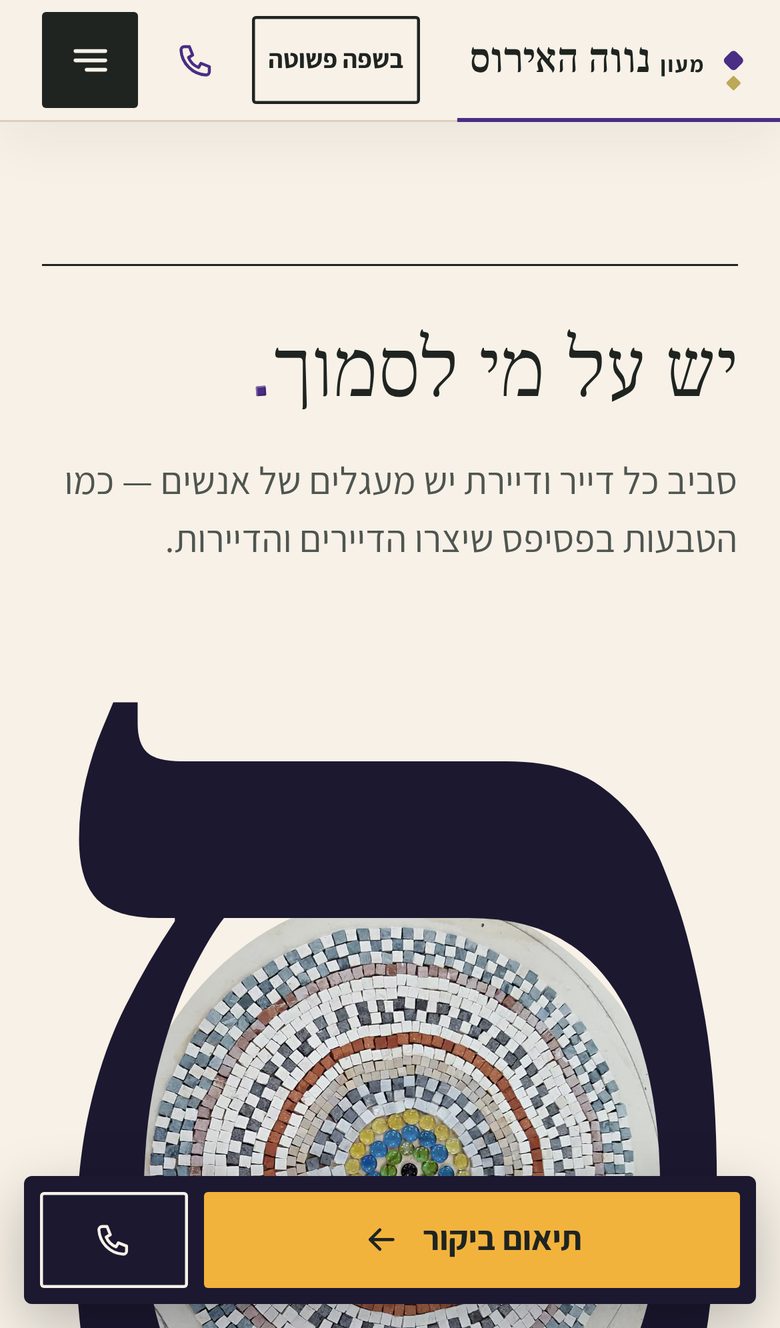 מעון נווה האירוס
בשפה פשוטה
יש על מי לסמוך.
סביב כל דייר ודיירת יש מעגלים של אנשים — כמו
הטבעות בפסיפס שיצרו הדיירים והדיירות.
ת
תיאום ביקור ←